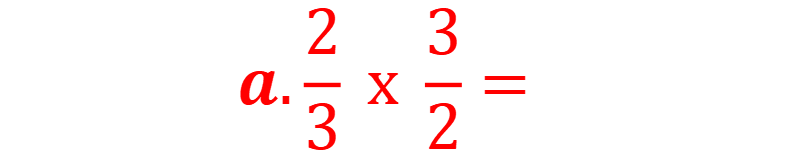 a. 2/3 x 3/2 =